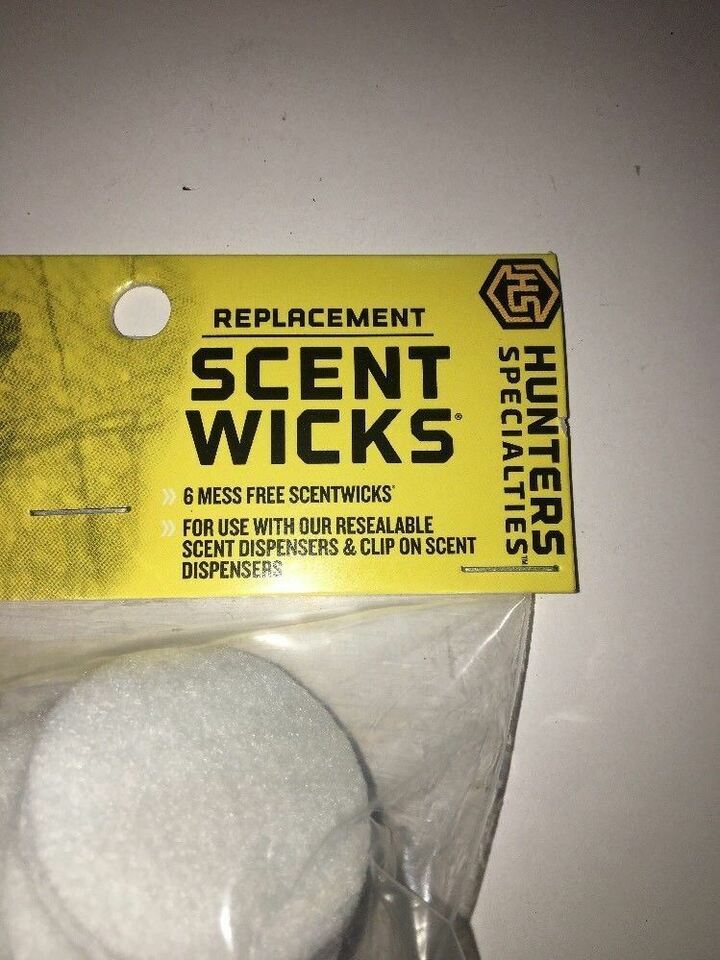 REPLACEMENT
SCENT
WICKS®
» 6 MESS FREE SCENTWICKS®
» FOR USE WITH OUR RESEALABLE
SCENT DISPENSERS & CLIP ON SCENT
DISPENSERS
HS
HUNTERS
SPECIALTIES™